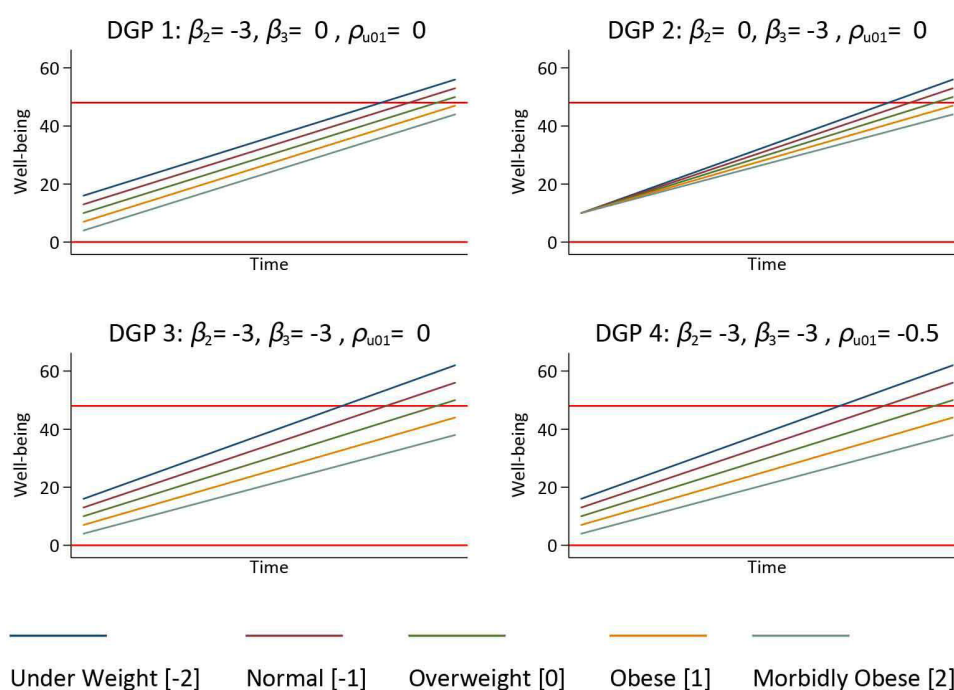 DGP 1: β2= -3, β3= 0 , ρu01= 0
60
40
20
0
Well-being
Time
DGP 2: β2= 0, β3= -3 , ρu01= 0
60
40
20
0
Well-being
Time
DGP 3: β2= -3, β3= -3 , ρu01= 0
60
40
20
0
Well-being
Time
DGP 4: β2= -3, β3= -3 , ρu01= -0.5
60
40
20
0
Well-being
Time
Under Weight [-2] Normal [-1] Overweight [0] Obese [1] Morbidly Obese [2]